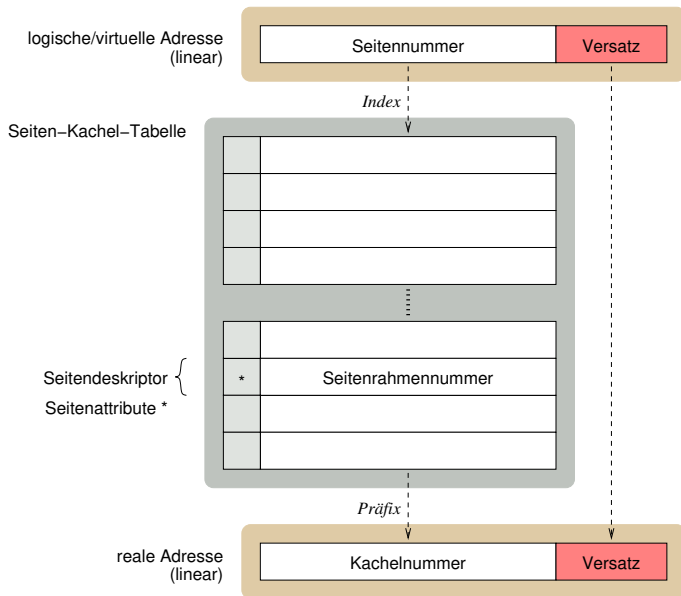 logische/virtuelle Adresse
(linear)
Seitennummer
Versatz
Index
Seiten−Kachel−Tabelle
Seitendeskriptor
*
Seitenrahmennummer
Seitenattribute *
Präfix
reale Adresse
(linear)
Kachelnummer
Versatz